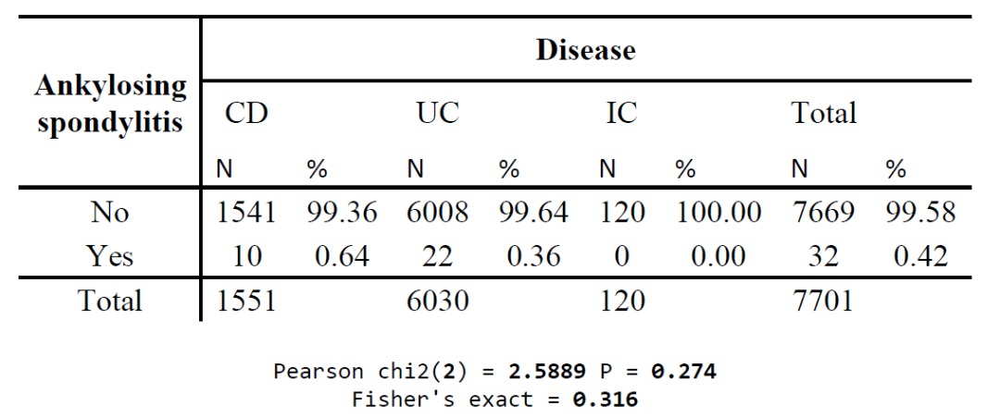 Disease
Ankylosing spondylitis
CD UC IC Total
N % N % N % N %
No 1541 99.36 6008 99.64 120 100.00 7669 99.58
Yes 10 0.64 22 0.36 0 0.00 32 0.42
Total 1551 6030 120 7701
Pearson chi2(2) = 2.5889 P = 0.274
Fisher's exact = 0.316